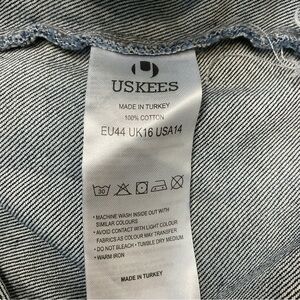 USKEES
MADE IN TURKEY
100% COTTON
EU44 UK16 USA14
30
• MACHINE WASH INSIDE OUT WITH
SIMILAR COLOURS
• AVOID CONTACT WITH LIGHT COLOUR
FABRICS AS COLOUR MAY TRANSFER
• DO NOT BLEACH • TUMBLE DRY MEDIUM
• WARM IRON
MADE IN TURKEY